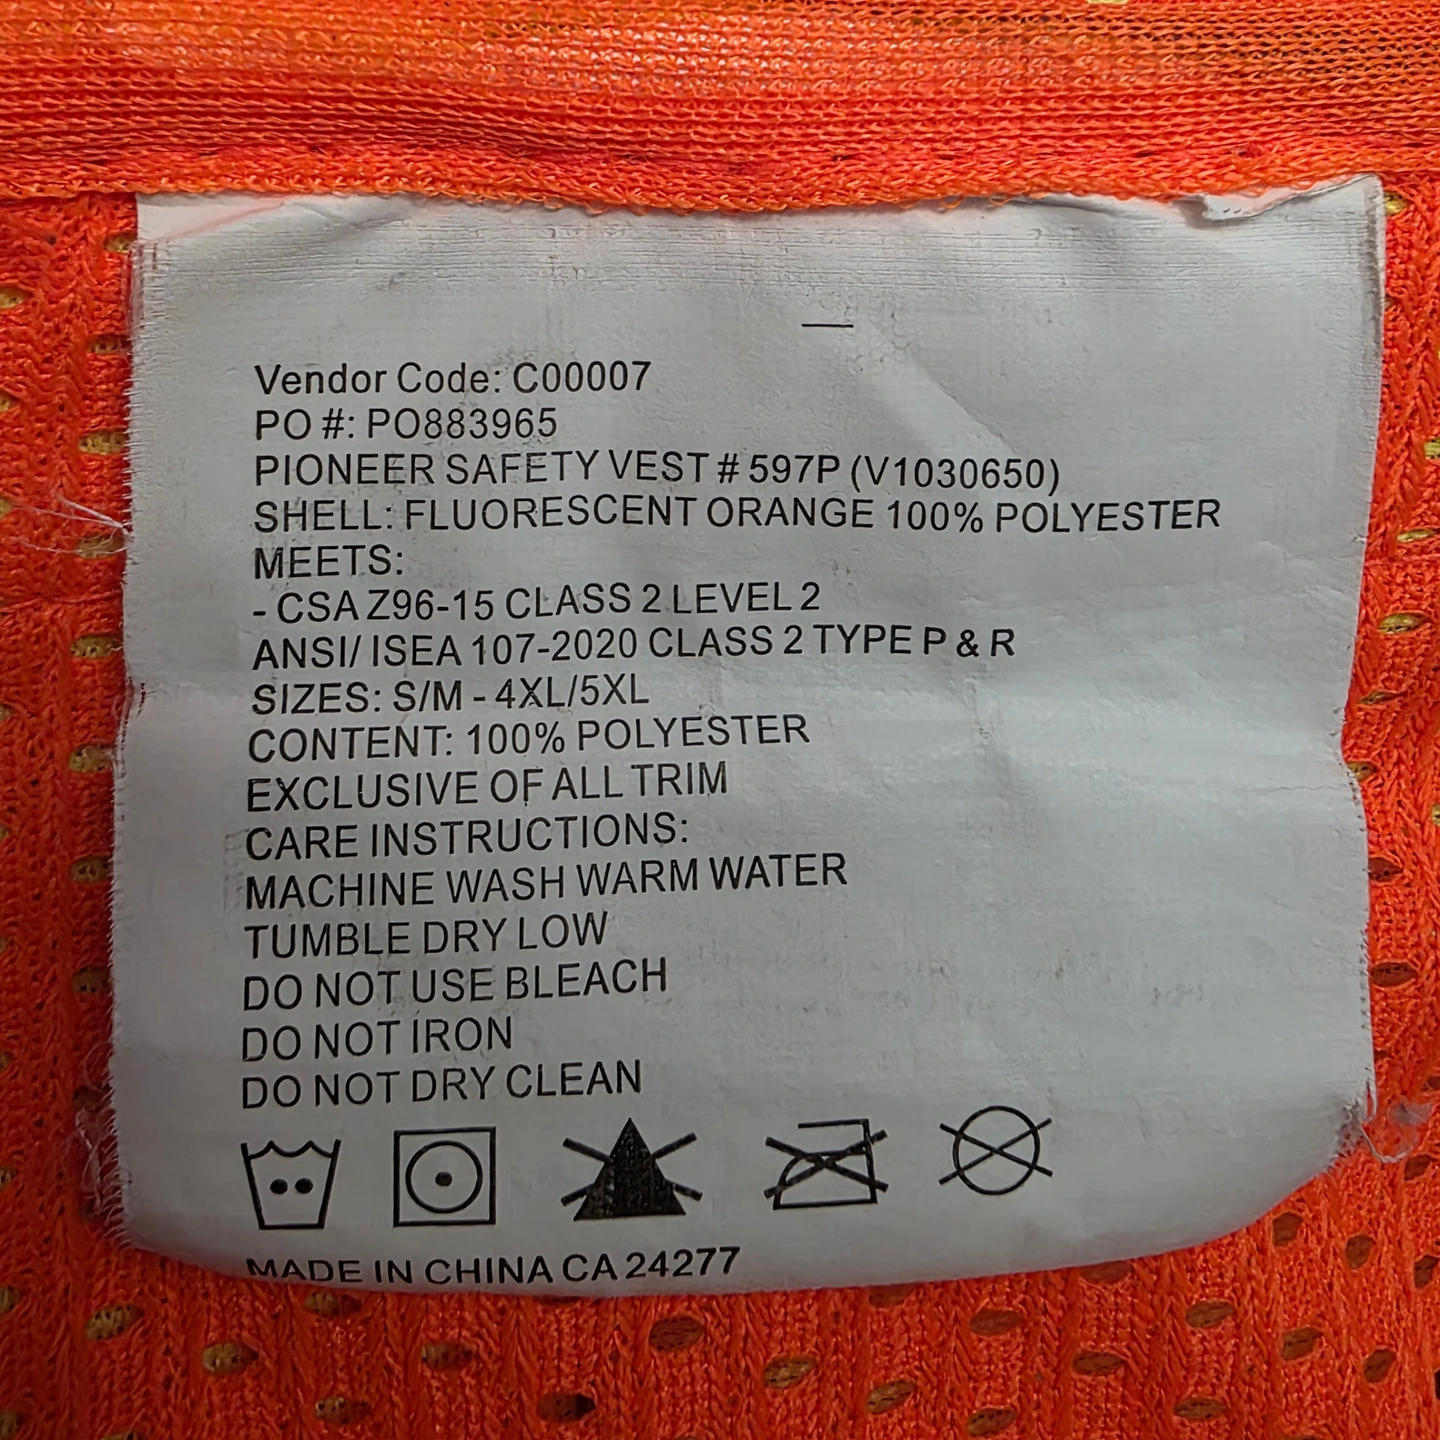 Vendor Code: C00007
PO #: PO883965
PIONEER SAFETY VEST # 597P (V1030650)
SHELL: FLUORESCENT ORANGE 100% POLYESTER
MEETS:
- CSA Z96-15 CLASS 2 LEVEL 2
ANSI/ ISEA 107-2020 CLASS 2 TYPE P & R
SIZES: S/M - 4XL/5XL
CONTENT: 100% POLYESTER
EXCLUSIVE OF ALL TRIM
CARE INSTRUCTIONS:
MACHINE WASH WARM WATER
TUMBLE DRY LOW
DO NOT USE BLEACH
DO NOT IRON
DO NOT DRY CLEAN
MADE IN CHINA CA 24277